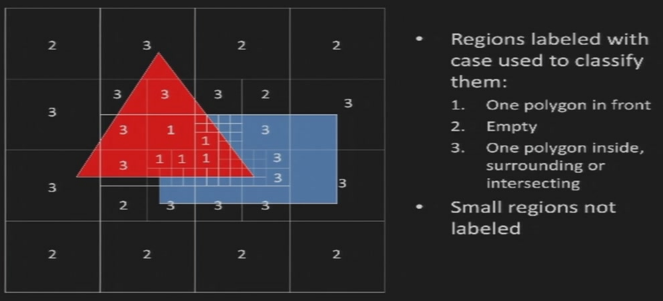 2 3 2 2
3 3 3 2 3
3
3 1 3
1
3 1 1 1 3
3
3 3
2 3 3 3
2 2 2 2
• Regions labeled with
case used to classify
them:
1. One polygon in front
2. Empty
3. One polygon inside,
surrounding or
intersecting
• Small regions not
labeled